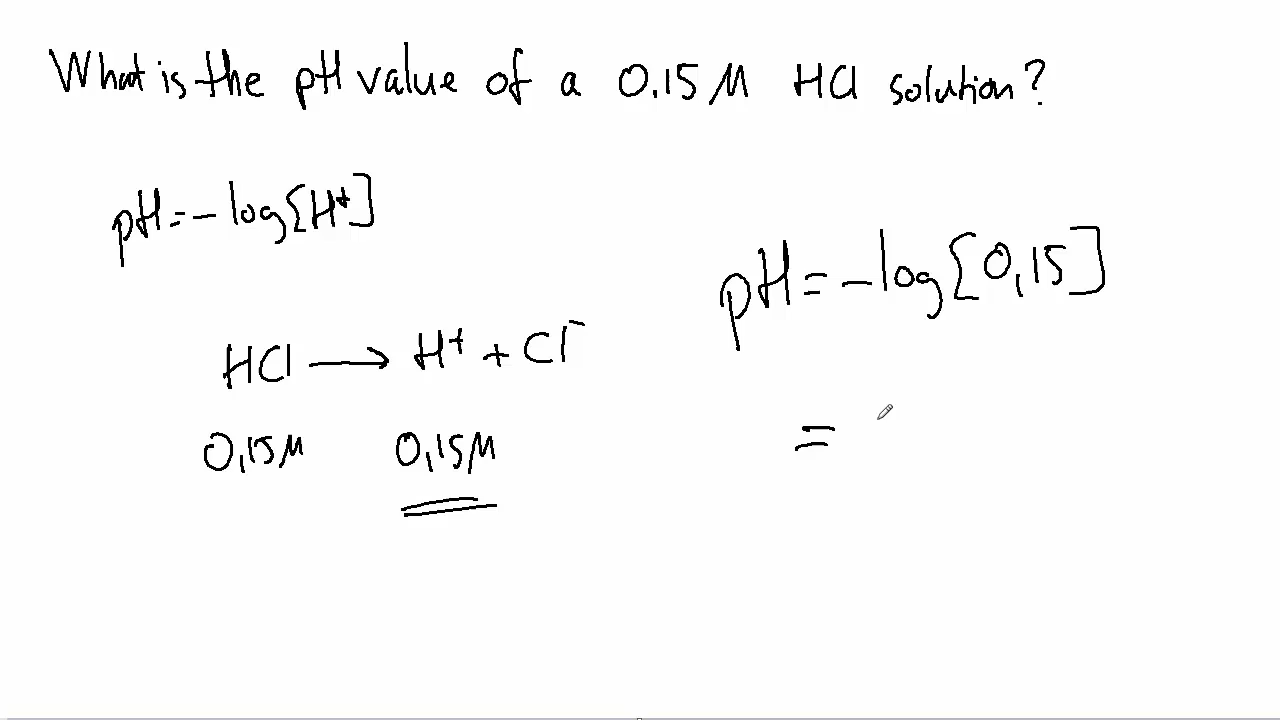 What is the pH value of a 0.15 M HCl solution?
pH = - log[H⁺]
HCl ⟶ H⁺ + Cl⁻
0,15M 0,15M
pH = - log[0,15]
=